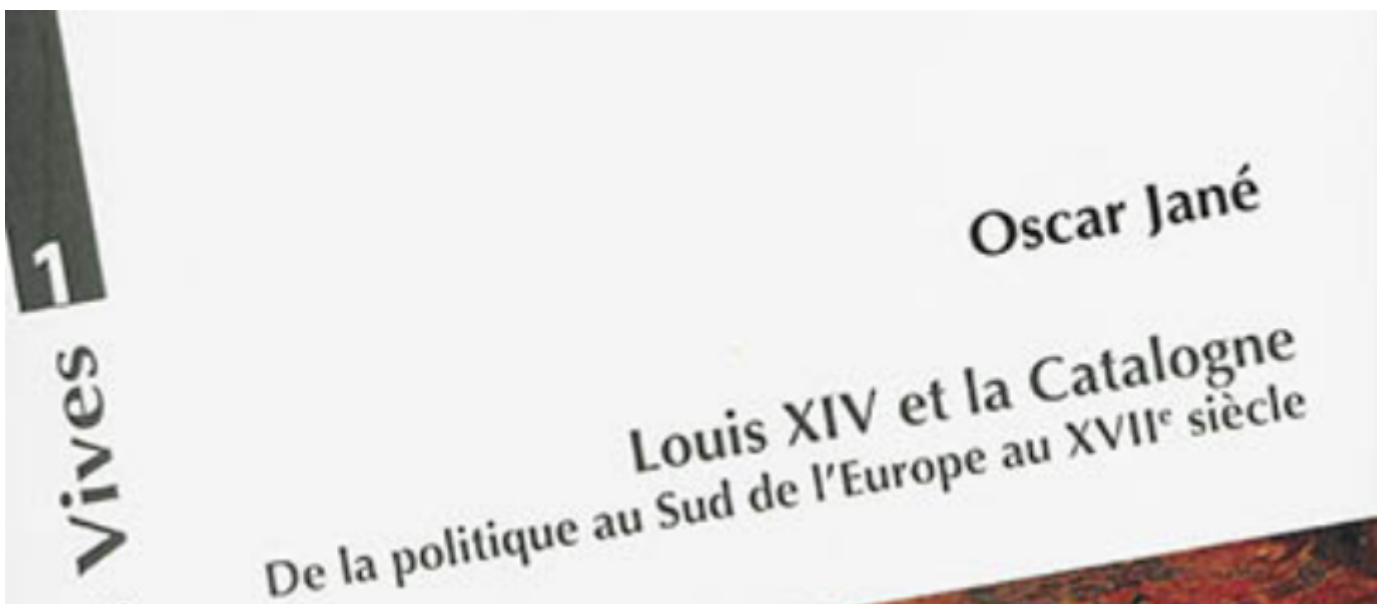 1
Vives
Oscar Jané
Louis XIV et la Catalogne
De la politique au Sud de l'Europe au XVIIe siècle